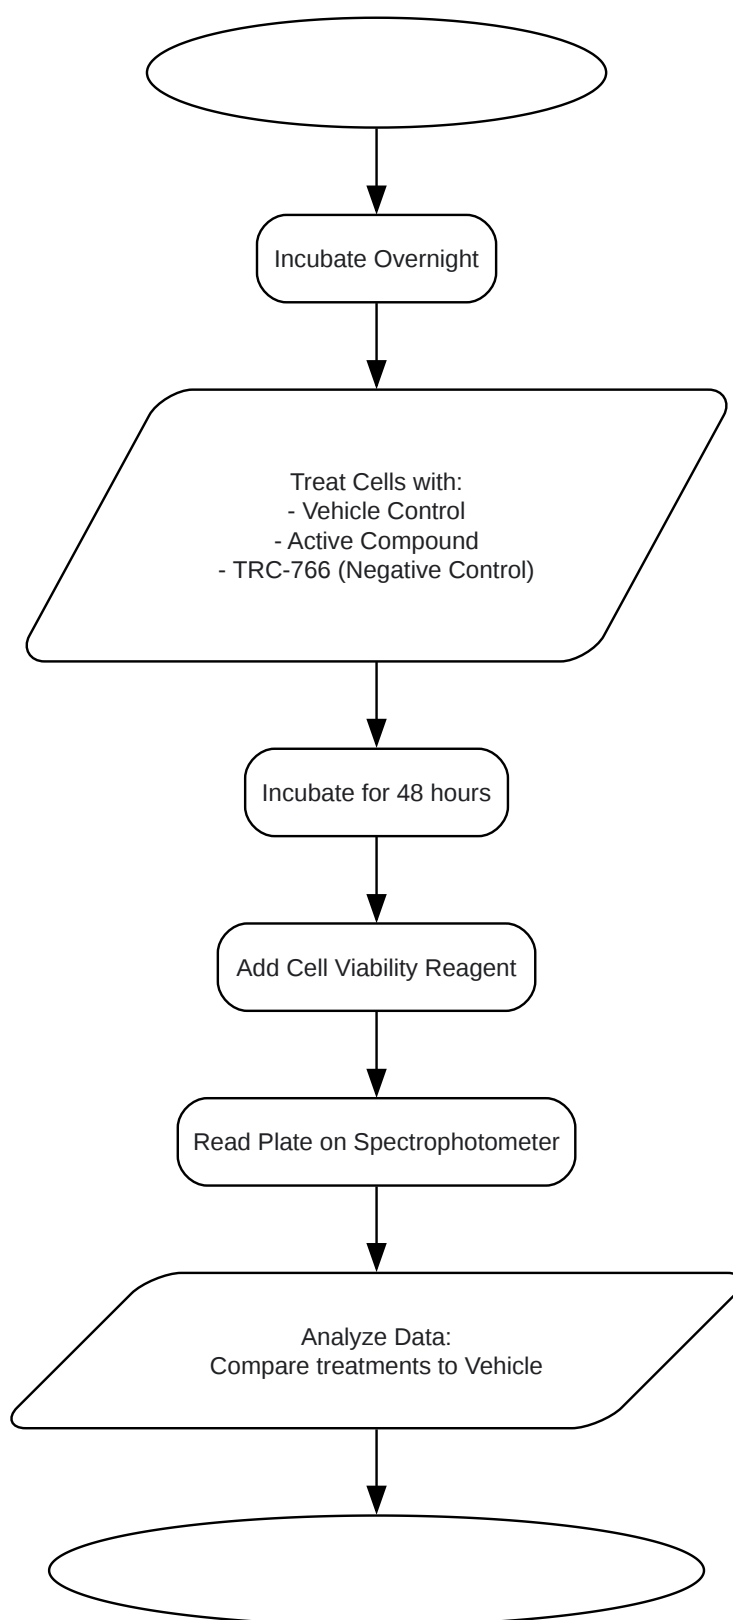 Incubate Overnight
Treat Cells with:
- Vehicle Control
- Active Compound
- TRC-766 (Negative Control)
Incubate for 48 hours
Add Cell Viability Reagent
Read Plate on Spectrophotometer
Analyze Data:
Compare treatments to Vehicle